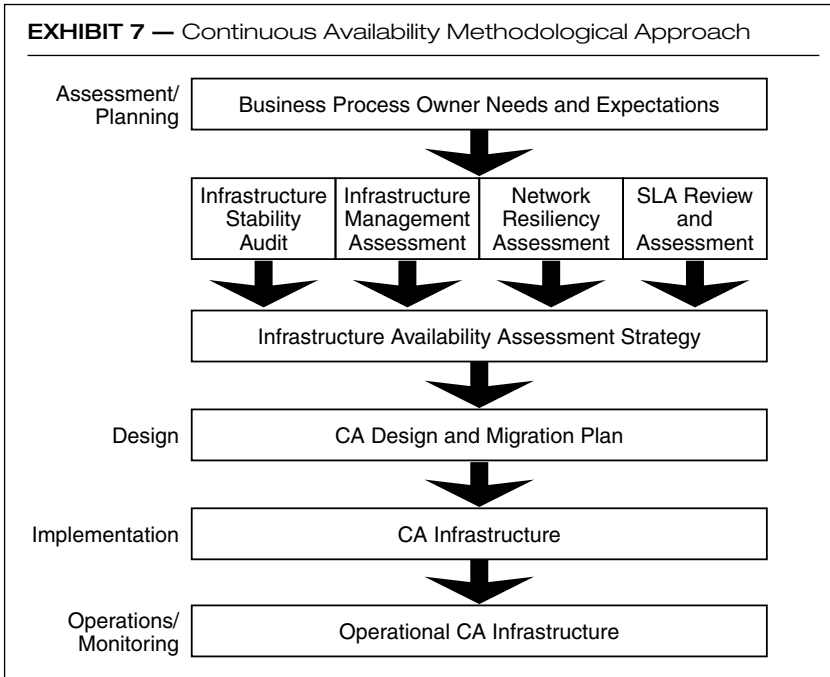 EXHIBIT 7 — Continuous Availability Methodological Approach
Assessment/
Planning
Business Process Owner Needs and Expectations
Infrastructure
Stability
Audit
Infrastructure
Management
Assessment
Network
Resiliency
Assessment
SLA Review
and
Assessment
Infrastructure Availability Assessment Strategy
Design
CA Design and Migration Plan
Implementation
CA Infrastructure
Operations/
Monitoring
Operational CA Infrastructure